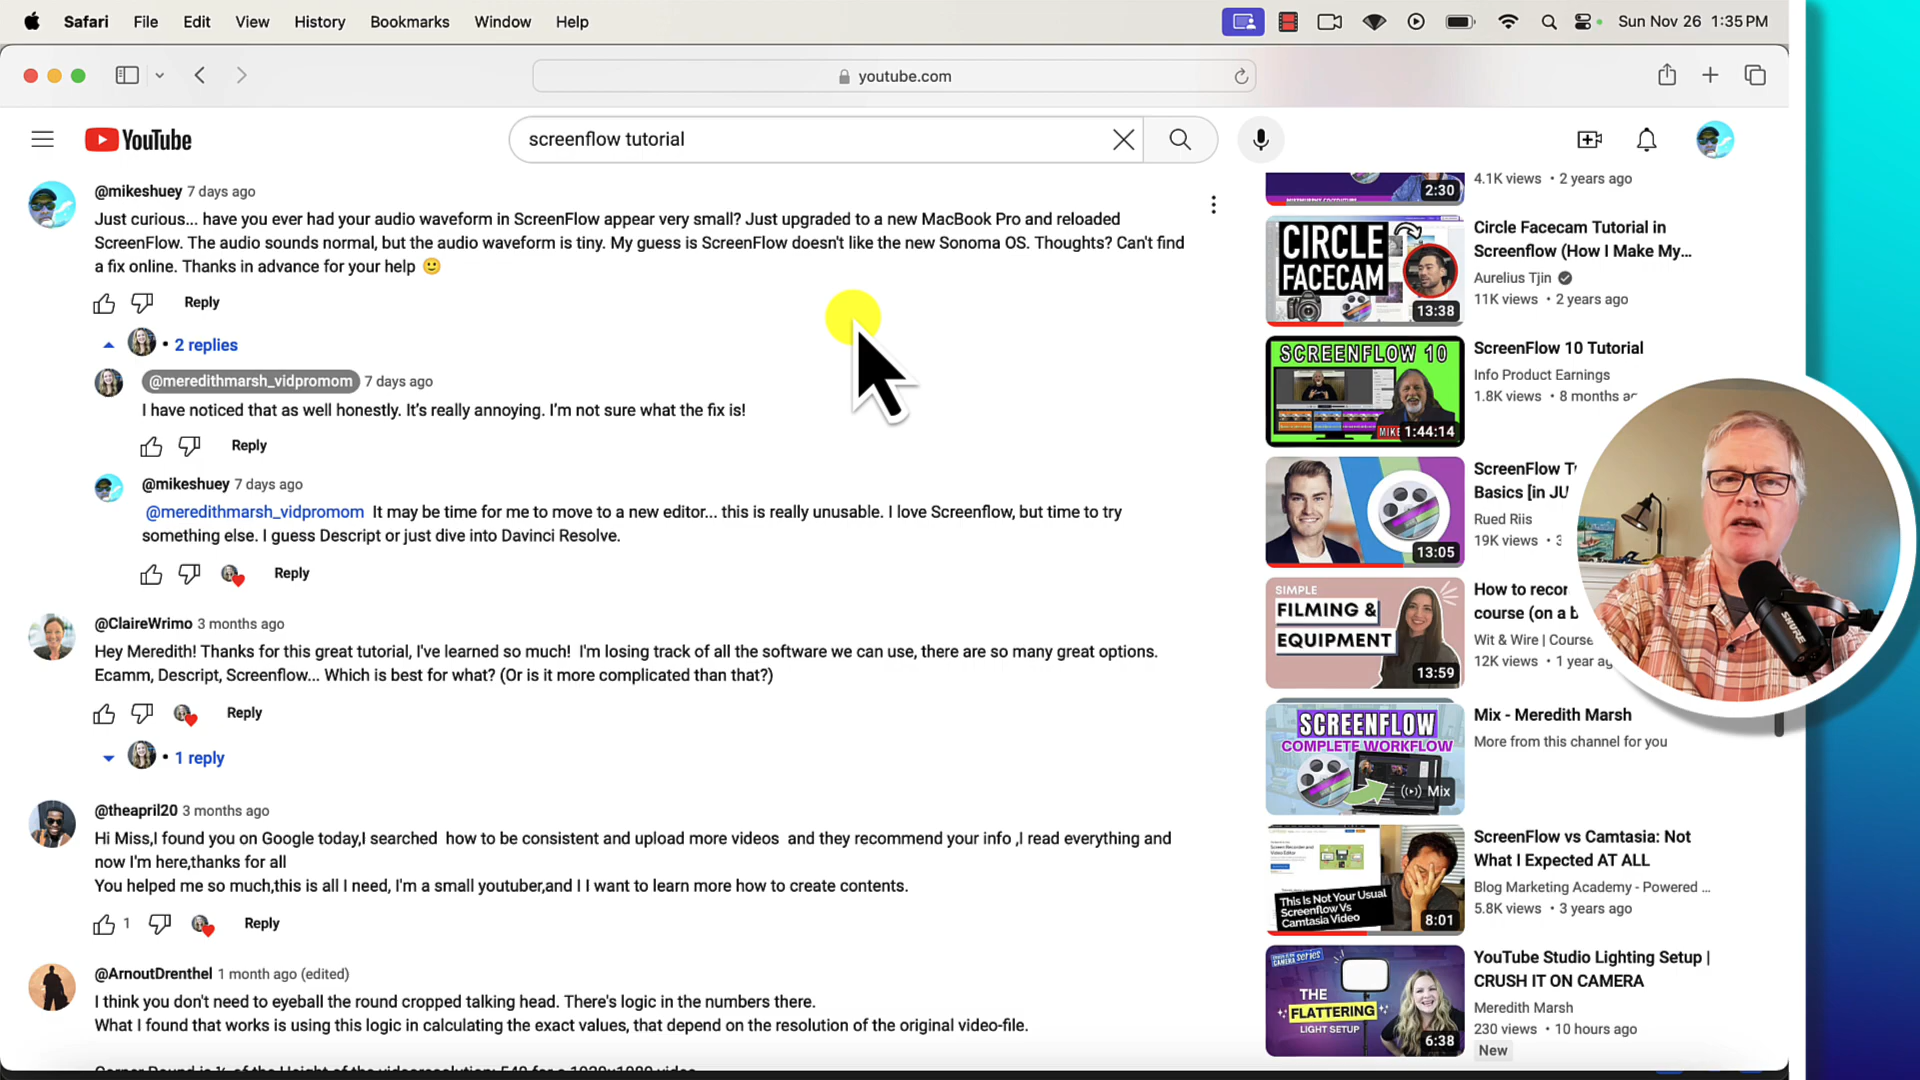 Safari File Edit View History Bookmarks Window Help
Sun Nov 26 1:35 PM
youtube.com
YouTube
screenflow tutorial
@mikeshuey 7 days ago
Just curious... have you ever had your audio waveform in ScreenFlow appear very small? Just upgraded to a new MacBook Pro and reloaded
ScreenFlow. The audio sounds normal, but the audio waveform is tiny. My guess is ScreenFlow doesn't like the new Sonoma OS. Thoughts? Can't find
a fix online. Thanks in advance for your help 🙂
Reply
• 2 replies
@meredithmarsh_vidpromom 7 days ago
I have noticed that as well honestly. It's really annoying. I'm not sure what the fix is!
Reply
@mikeshuey 7 days ago
@meredithmarsh_vidpromom It may be time for me to move to a new editor... this is really unusable. I love Screenflow, but time to try
something else. I guess Descript or just dive into Davinci Resolve.
Reply
@ClaireWrimo 3 months ago
Hey Meredith! Thanks for this great tutorial, I've learned so much! I'm losing track of all the software we can use, there are so many great options.
Ecamm, Descript, Screenflow... Which is best for what? (Or is it more complicated than that?)
Reply
• 1 reply
@theapril20 3 months ago
Hi Miss,I found you on Google today,I searched how to be consistent and upload more videos and they recommend your info ,I read everything and
now I'm here,thanks for all
You helped me so much,this is all I need, I'm a small youtuber,and I I want to learn more how to create contents.
1
Reply
@ArnoutDrenthel 1 month ago (edited)
I think you don't need to eyeball the round cropped talking head. There's logic in the numbers there.
What I found that works is using this logic in calculating the exact values, that depend on the resolution of the original video-file.
2:30
4.1K views • 2 years ago
CIRCLE
FACECAM
13:38
Circle Facecam Tutorial in
Screenflow (How I Make My...
Aurelius Tjin
11K views • 2 years ago
SCREENFLOW 10
MIKE
1:44:14
ScreenFlow 10 Tutorial
Info Product Earnings
1.8K views • 8 months
13:05
ScreenFlow
Basics [in JU
Rued Riis
19K views •
SIMPLE
FILMING &
EQUIPMENT
13:59
How to
course (on a
Wit & Wire | Course
12K views • 1 year
SCREENFLOW
COMPLETE WORKFLOW
Mix
Mix - Meredith Marsh
More from this channel for you
This Is Not Your Usual
Screenflow Vs
Camtasia Video
8:01
ScreenFlow vs Camtasia: Not
What I Expected AT ALL
Blog Marketing Academy - Powered ...
5.8K views • 3 years ago
THE
FLATTERING
LIGHT SETUP
6:38
YouTube Studio Lighting Setup |
CRUSH IT ON CAMERA
Meredith Marsh
230 views • 10 hours ago
New
SHURE